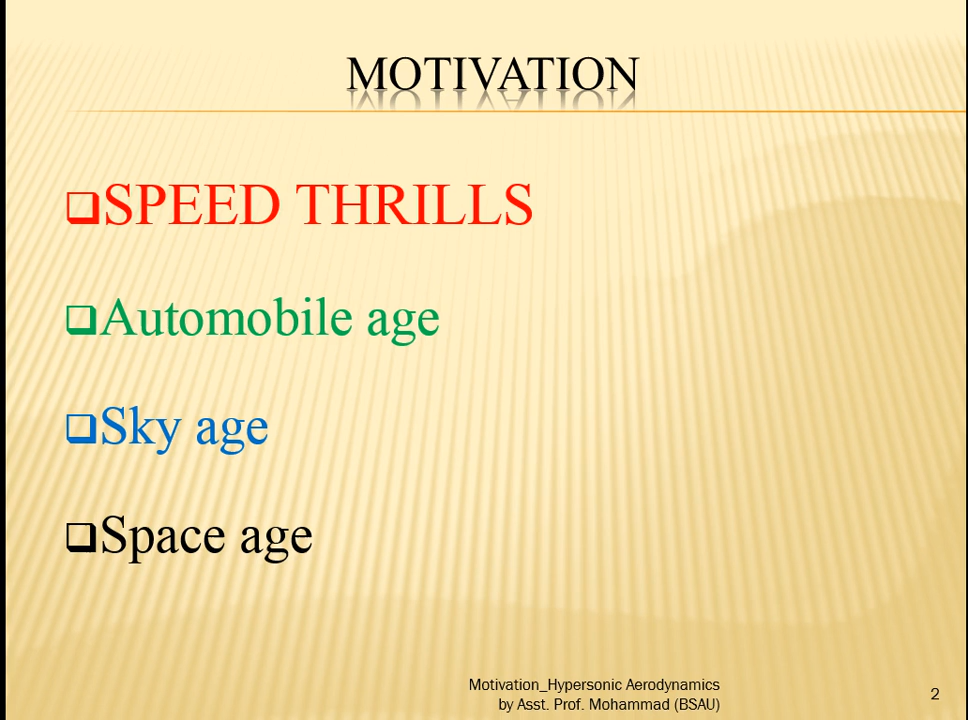 MOTIVATION
SPEED THRILLS
Automobile age
Sky age
Space age
Motivation_Hypersonic Aerodynamics
by Asst. Prof. Mohammad (BSAU)
2